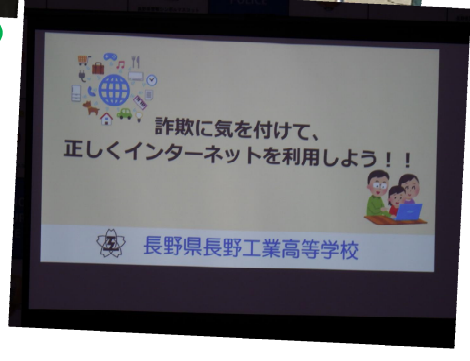 詐欺に気を付けて、
正しくインターネットを利用しよう！！
長野県長野工業高等学校